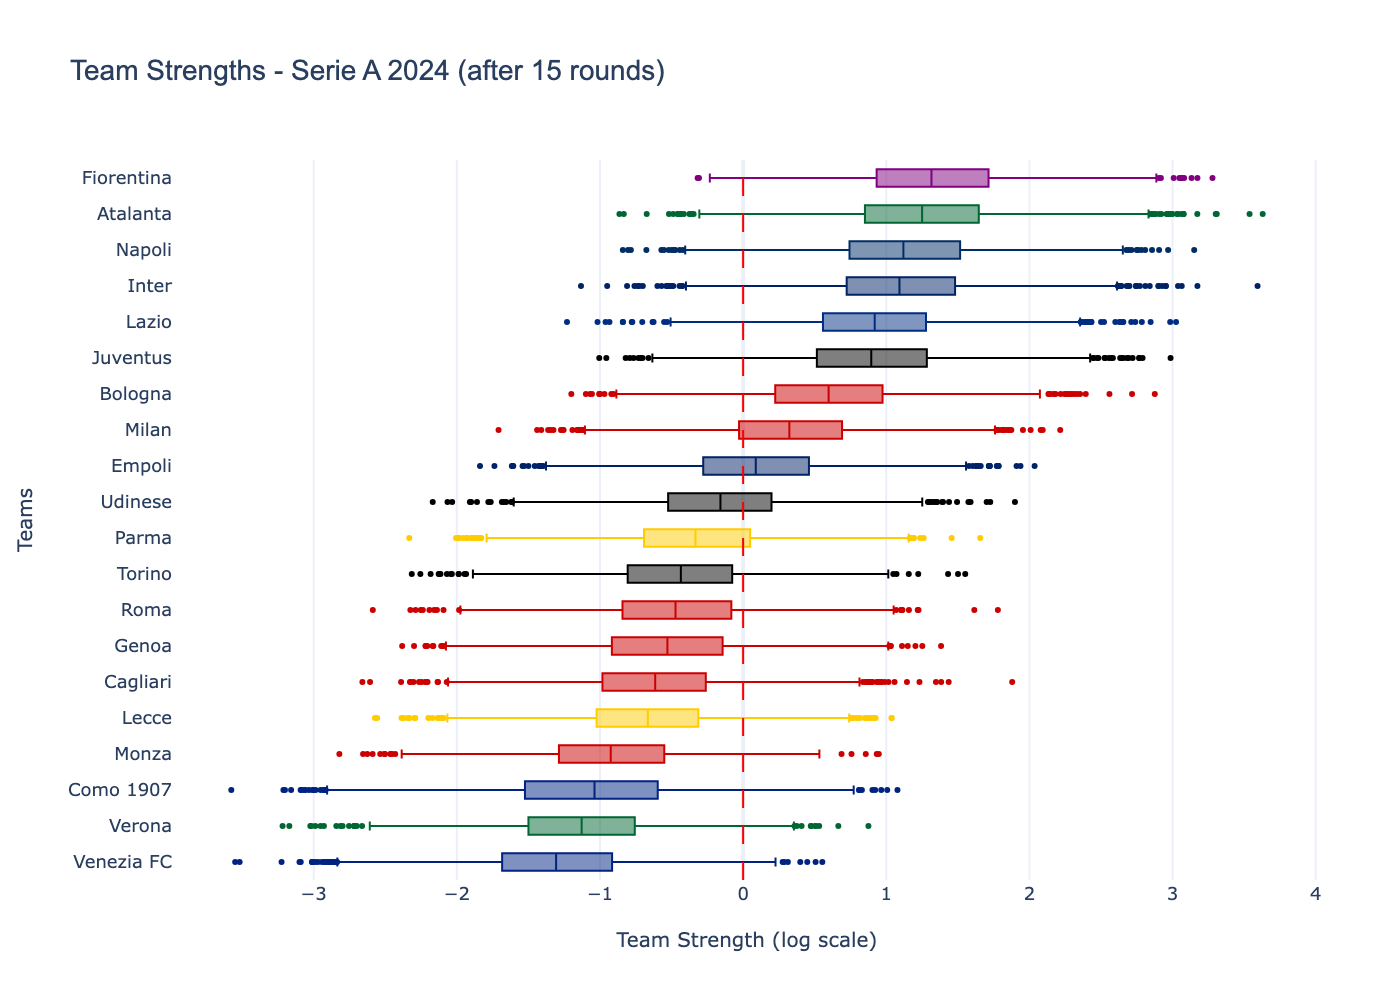 Team Strengths - Serie A 2024 (after 15 rounds)
Fiorentina
Atalanta
Napoli
Inter
Lazio
Juventus
Bologna
Milan
Empoli
Udinese
Parma
Torino
Roma
Genoa
Cagliari
Lecce
Monza
Como 1907
Verona
Venezia FC
Teams
−3 −2 −1 0 1 2 3 4
Team Strength (log scale)